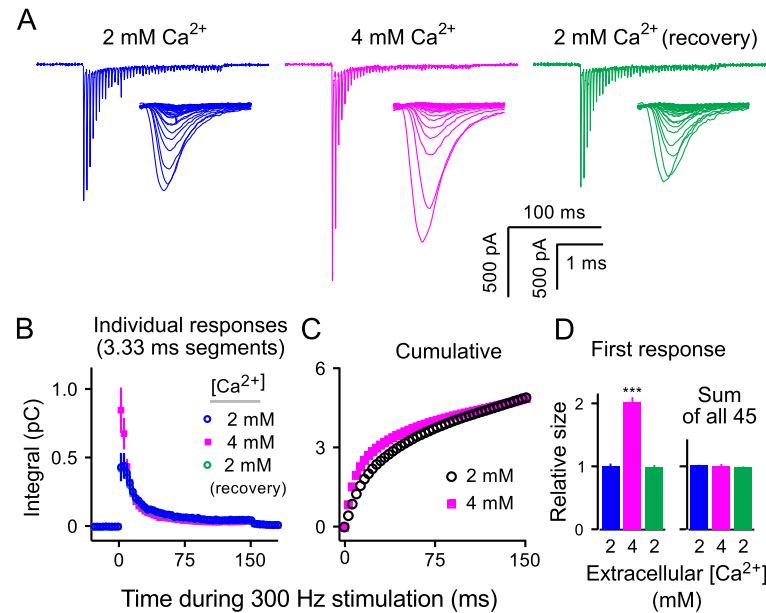 A
2 mM Ca²⁺
4 mM Ca²⁺
2 mM Ca²⁺ (recovery)
100 ms
500 pA
500 pA
1 ms
B
Individual responses
(3.33 ms segments)
[Ca²⁺]
2 mM
4 mM
2 mM
(recovery)
Integral (pC)
1.0
0.5
0
0
75
150
C
Cumulative
6
3
0
2 mM
4 mM
0
75
150
Time during 300 Hz stimulation (ms)
D
First response
Sum
of all 45
***
Relative size
2
1
0
2 4 2
2 4 2
Extracellular [Ca²⁺]
(mM)